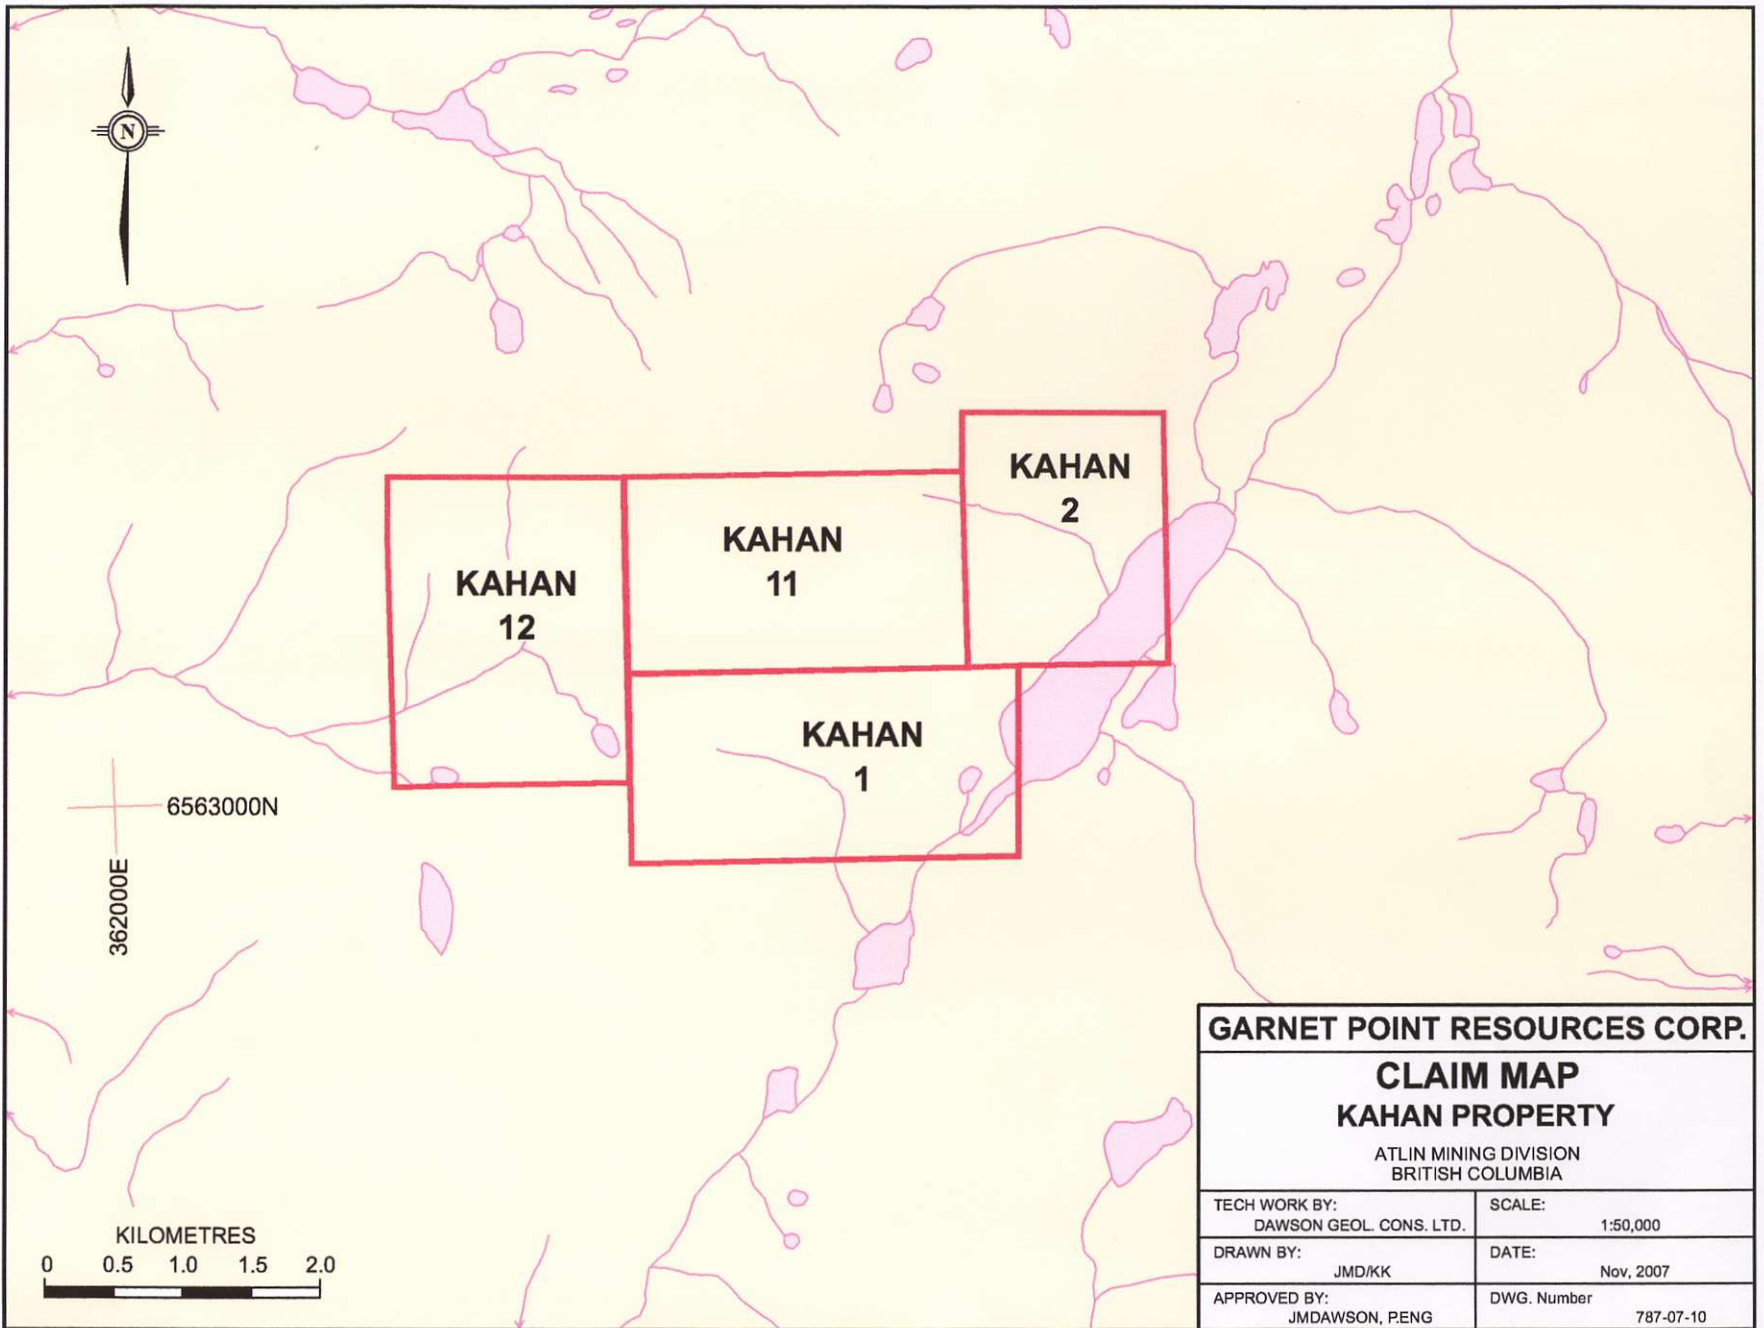 N
KAHAN
2
KAHAN
11
KAHAN
12
KAHAN
1
6563000N
362000E
KILOMETRES
0 0.5 1.0 1.5 2.0
GARNET POINT RESOURCES CORP.
CLAIM MAP
KAHAN PROPERTY
ATLIN MINING DIVISION
BRITISH COLUMBIA
TECH WORK BY:
DAWSON GEOL. CONS. LTD.
SCALE:
1:50,000
DRAWN BY:
JMD/KK
DATE:
Nov, 2007
APPROVED BY:
JMDAWSON, P.ENG
DWG. Number
787-07-10